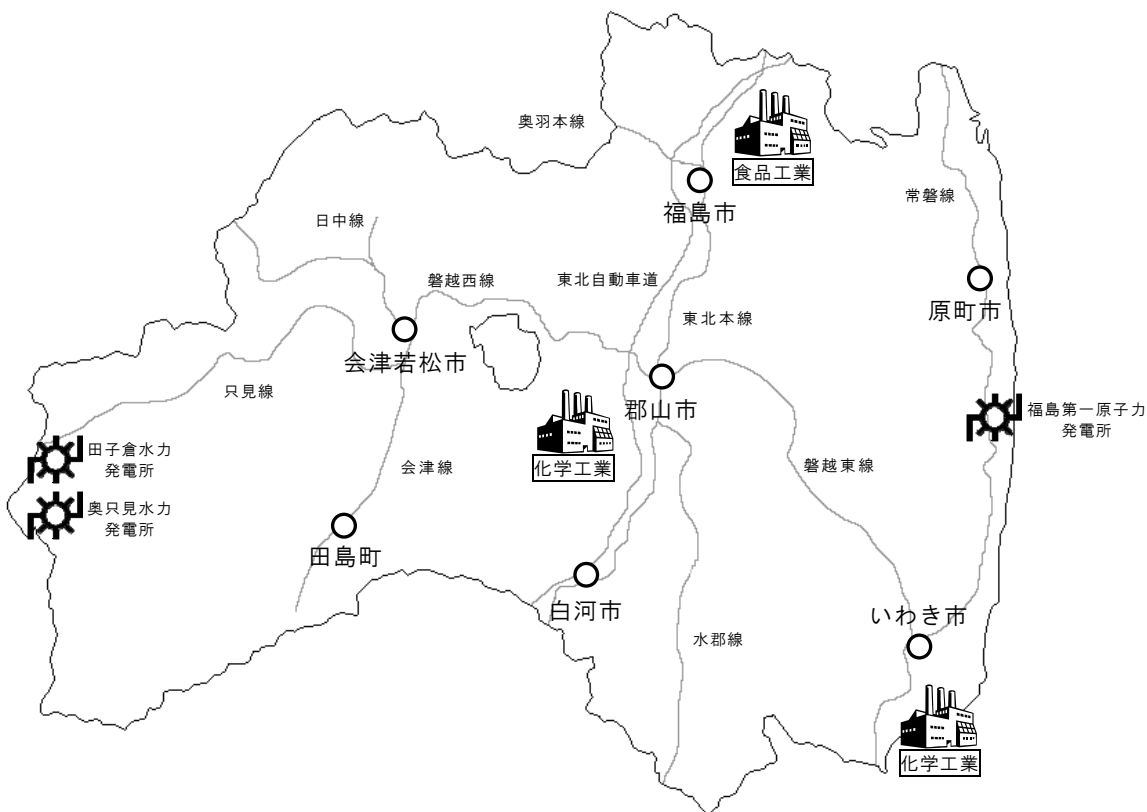 奥羽本線
食品工業
福島市
常磐線
日中線
磐越西線
東北自動車道
東北本線
原町市
会津若松市
只見線
郡山市
福島第一原子力
発電所
田子倉水力
発電所
会津線
化学工業
磐越東線
奥只見水力
発電所
田島町
白河市
いわき市
水郡線
化学工業